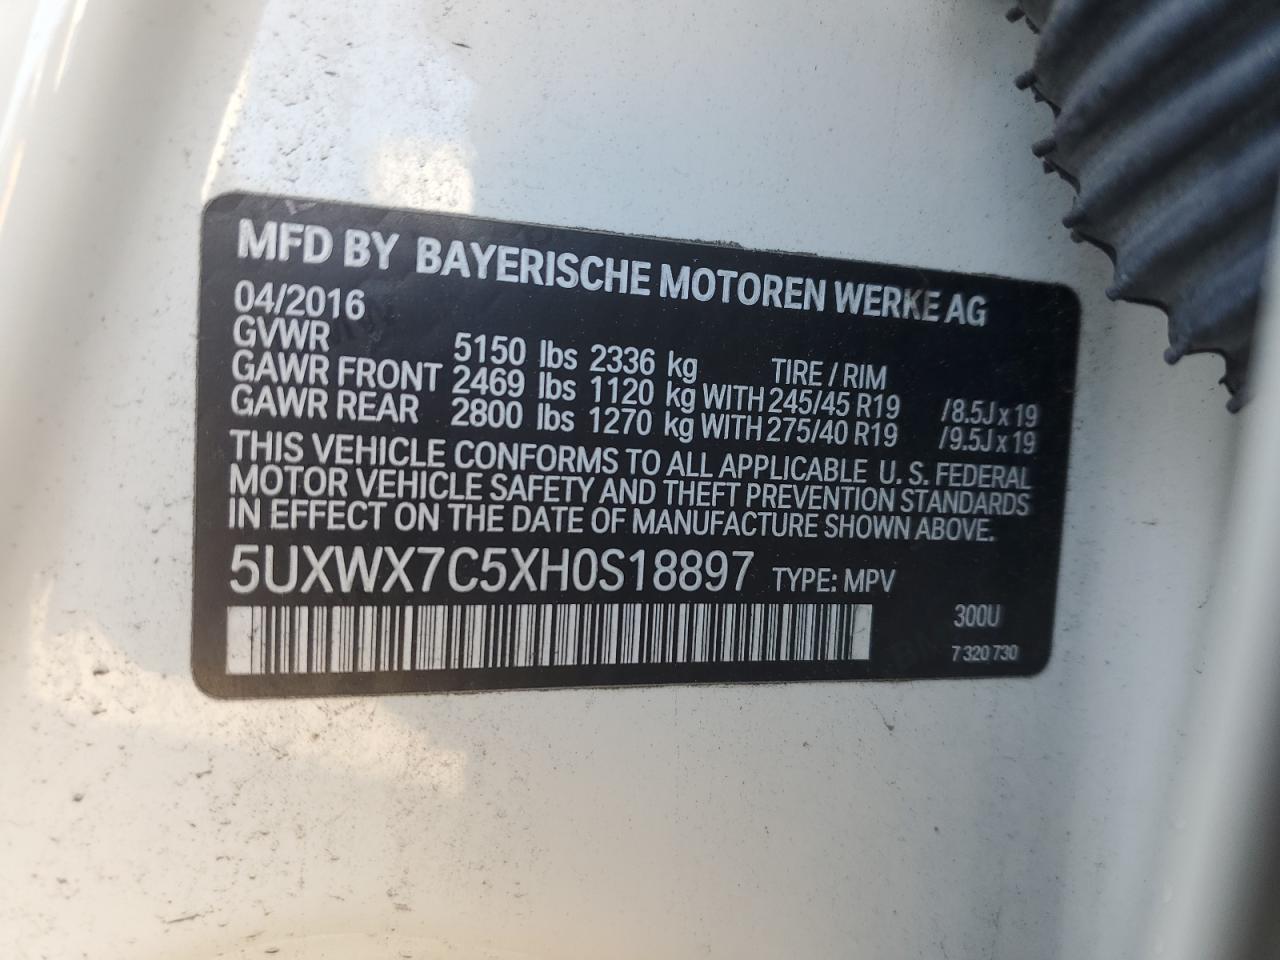 MFD BY BAYERISCHE MOTOREN WERKE AG
04/2016
GVWR 5150 lbs 2336 kg TIRE / RIM
GAWR FRONT 2469 lbs 1120 kg WITH 245/45 R19 /8.5J x 19
GAWR REAR 2800 lbs 1270 kg WITH 275/40 R19 /9.5J x 19
THIS VEHICLE CONFORMS TO ALL APPLICABLE U. S. FEDERAL
MOTOR VEHICLE SAFETY AND THEFT PREVENTION STANDARDS
IN EFFECT ON THE DATE OF MANUFACTURE SHOWN ABOVE.
5UXWX7C5XH0S18897 TYPE: MPV
300U
7 320 730